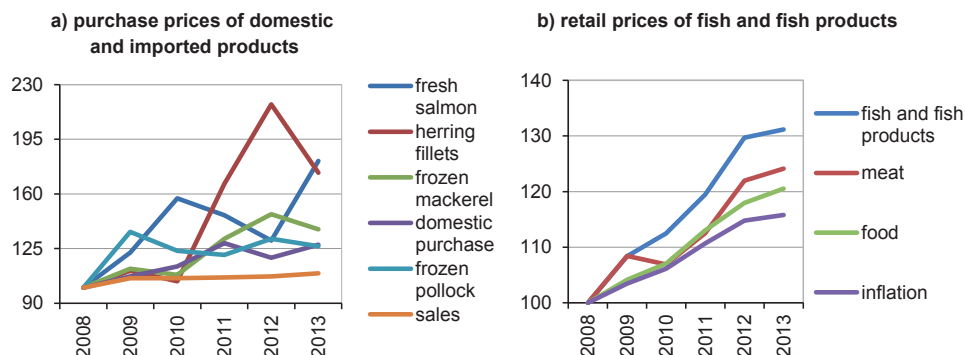 a) purchase prices of domestic
and imported products
230
195
160
125
90
2008
2009
2010
2011
2012
2013
fresh
salmon
herring
fillets
frozen
mackerel
domestic
purchase
frozen
pollock
sales
b) retail prices of fish and fish products
140
130
120
110
100
2008
2009
2010
2011
2012
2013
fish and fish
products
meat
food
inflation